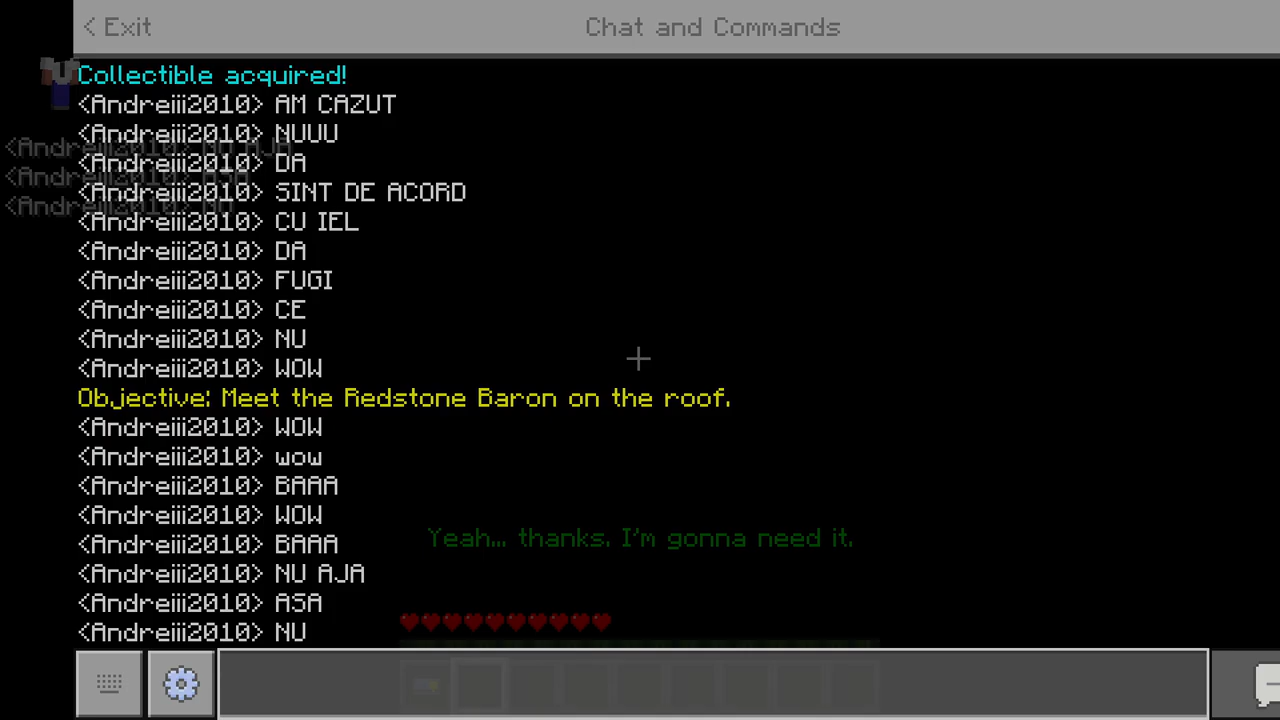 < Exit
Chat and Commands
Collectible acquired!
<Andreiii2010> AM CAZUT
<Andreiii2010> NUUU
<Andreiii2010> DA
<Andreiii2010> SINT DE ACORD
<Andreiii2010> CU IEL
<Andreiii2010> DA
<Andreiii2010> FUGI
<Andreiii2010> CE
<Andreiii2010> NU
<Andreiii2010> WOW
Objective: Meet the Redstone Baron on the roof.
<Andreiii2010> WOW
<Andreiii2010> wow
<Andreiii2010> BAAA
<Andreiii2010> WOW
Yeah... thanks. I'm gonna need it.
<Andreiii2010> BAAA
<Andreiii2010> NU AJA
<Andreiii2010> ASA
<Andreiii2010> NU